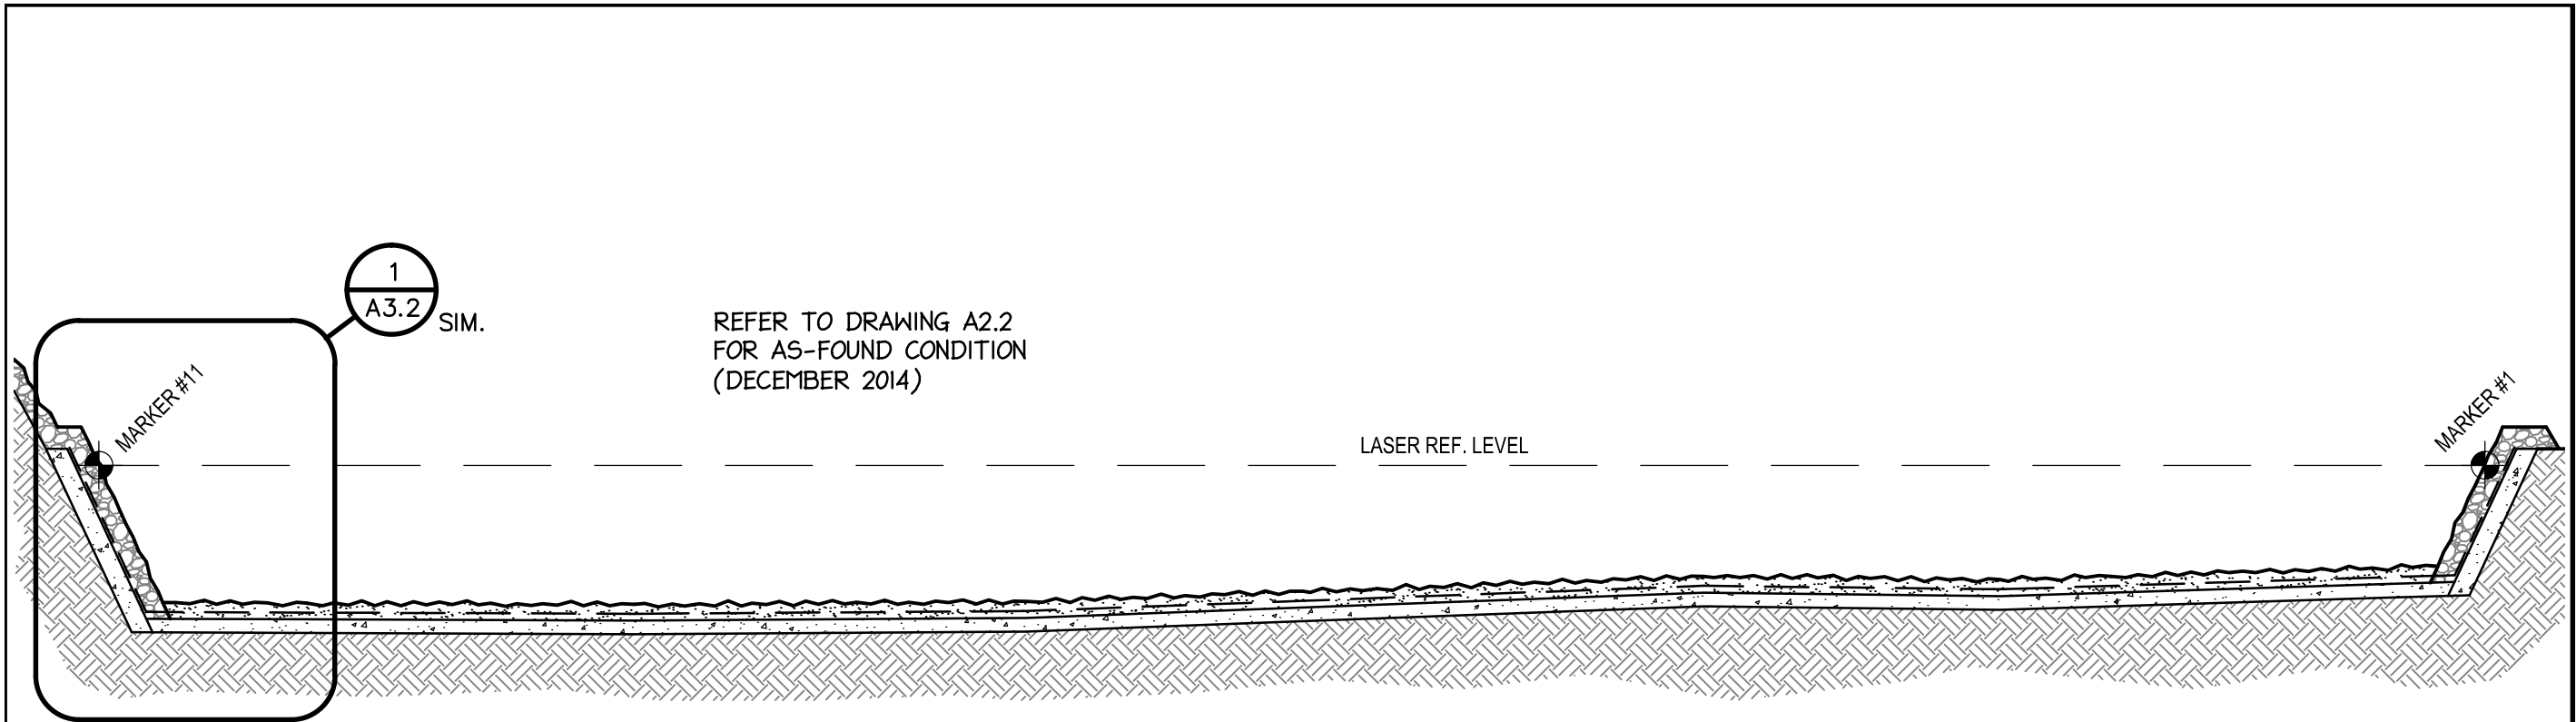 1
A3.2
SIM.
REFER TO DRAWING A2.2
FOR AS-FOUND CONDITION
(DECEMBER 2014)
MARKER #11
LASER REF. LEVEL
MARKER #1